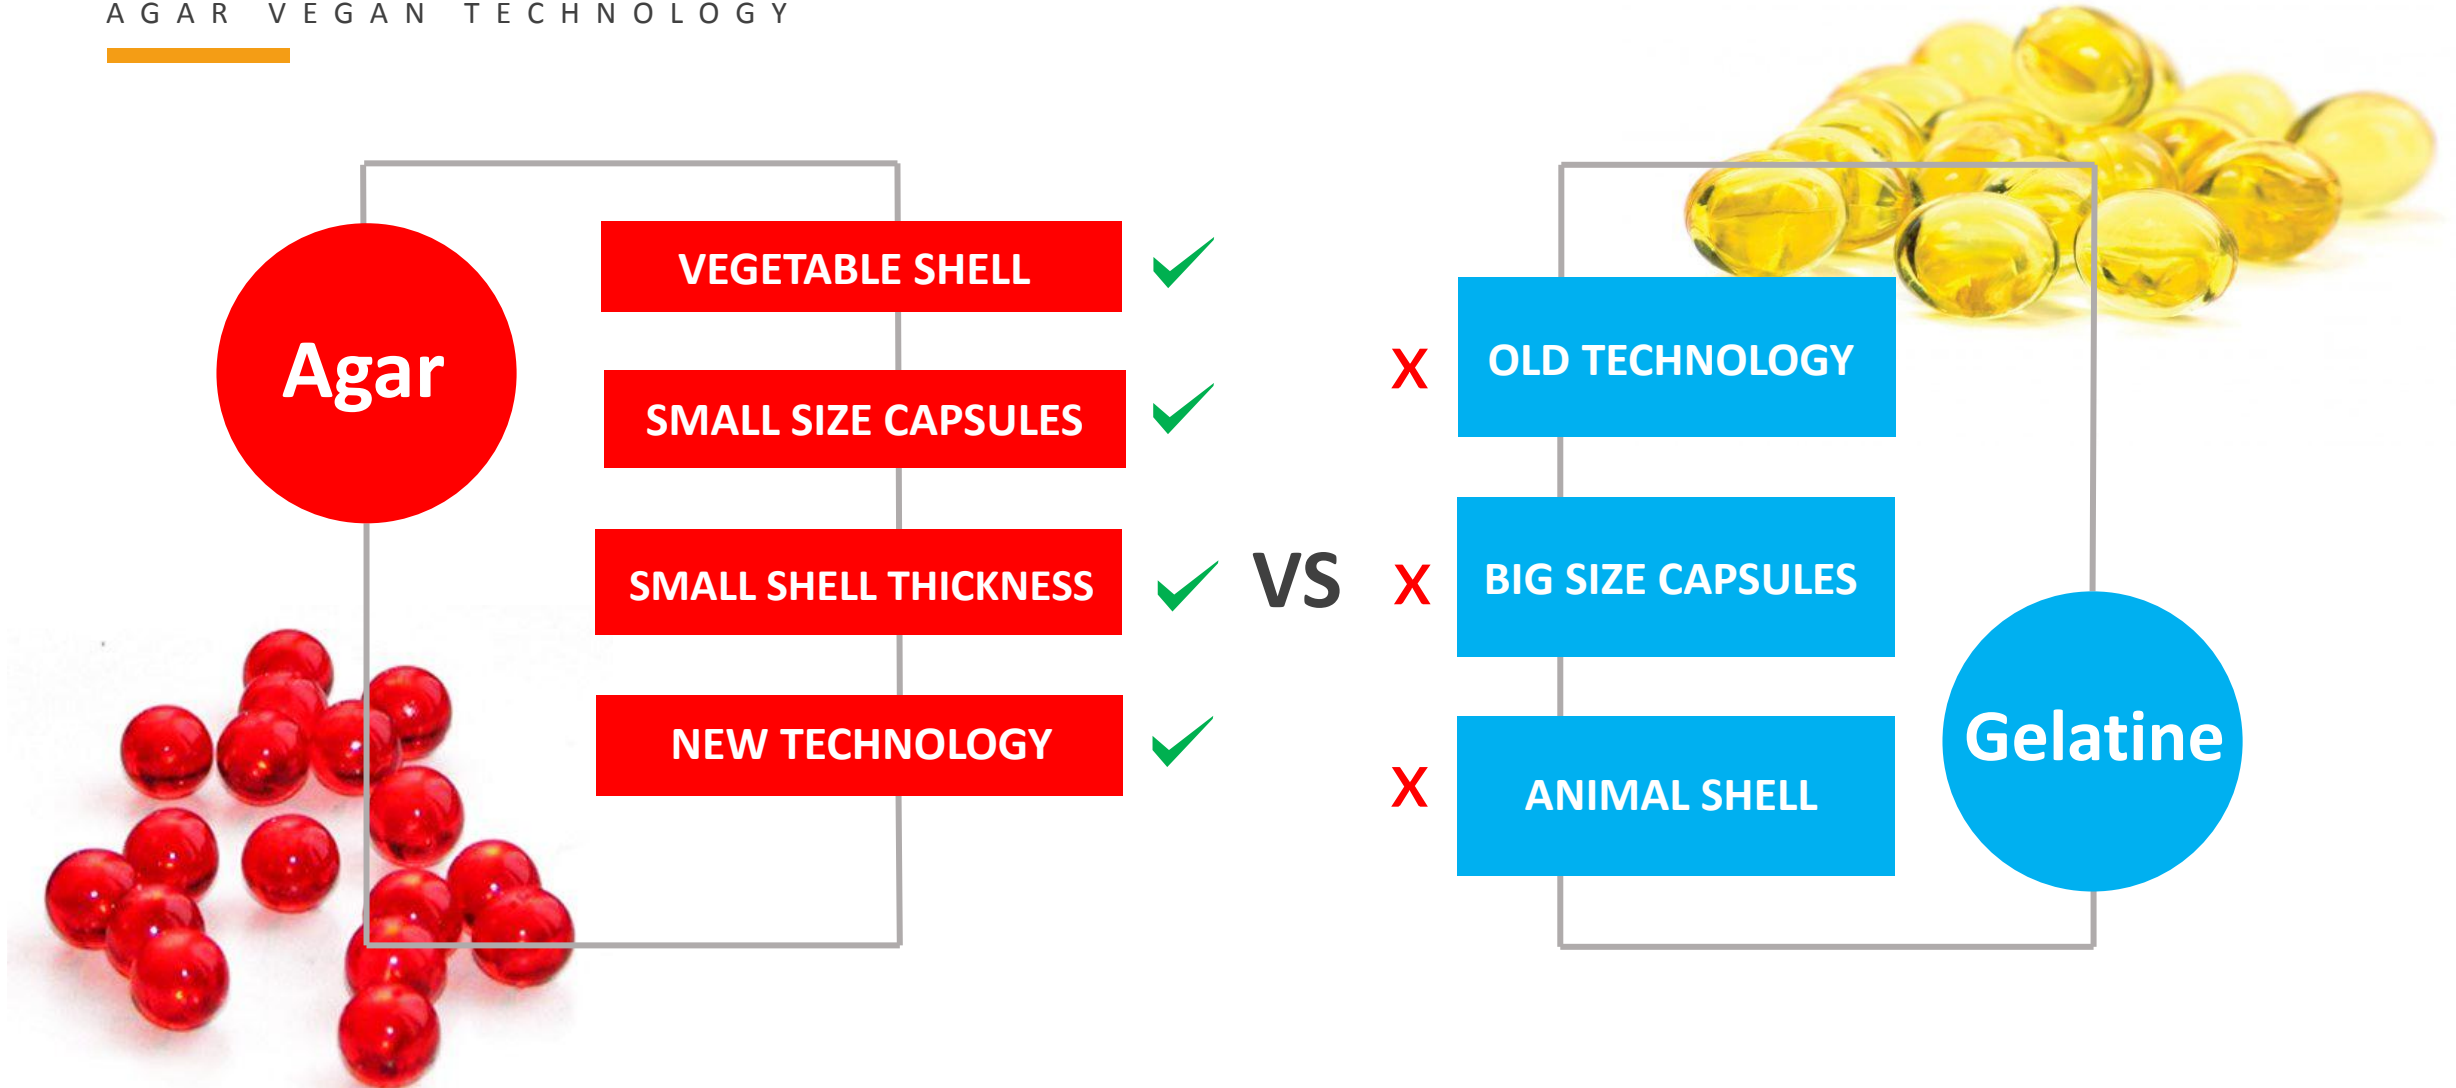 AGAR VEGAN TECHNOLOGY
Agar
VEGETABLE SHELL
SMALL SIZE CAPSULES
SMALL SHELL THICKNESS
NEW TECHNOLOGY
VS
X OLD TECHNOLOGY
X BIG SIZE CAPSULES
X ANIMAL SHELL
Gelatine